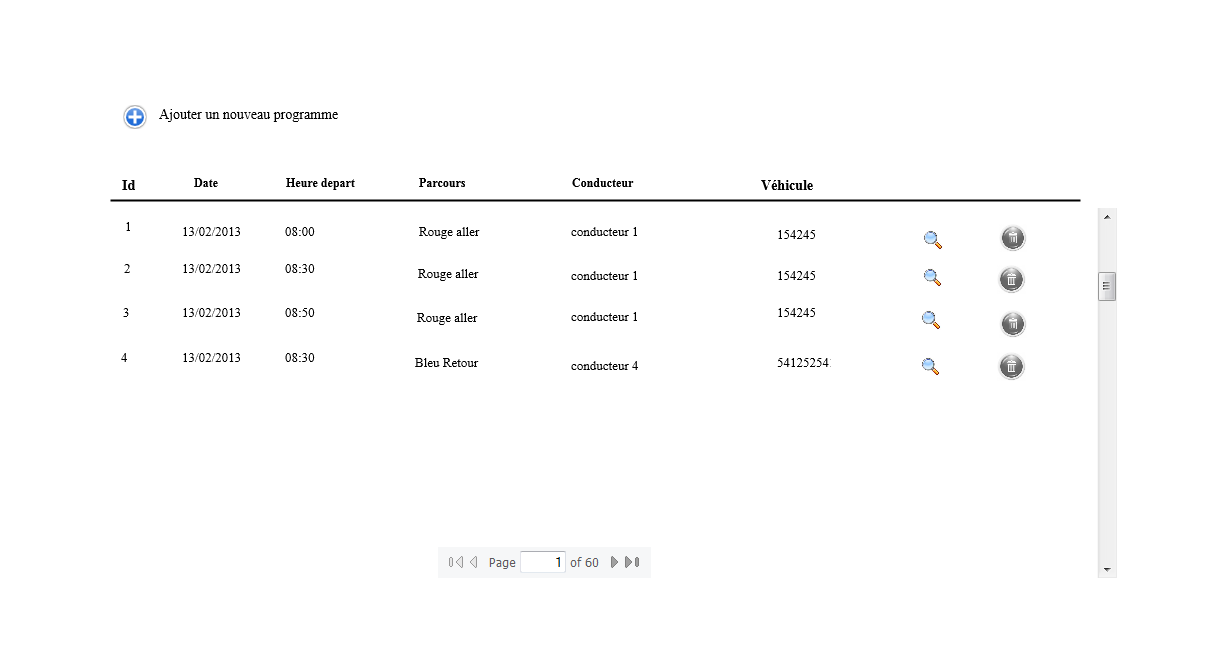 Ajouter un nouveau programme
Id Date Heure depart Parcours Conducteur Véhicule
1 13/02/2013 08:00 Rouge aller conducteur 1 154245
2 13/02/2013 08:30 Rouge aller conducteur 1 154245
3 13/02/2013 08:50 Rouge aller conducteur 1 154245
4 13/02/2013 08:30 Bleu Retour conducteur 4 54125254
Page 1 of 60